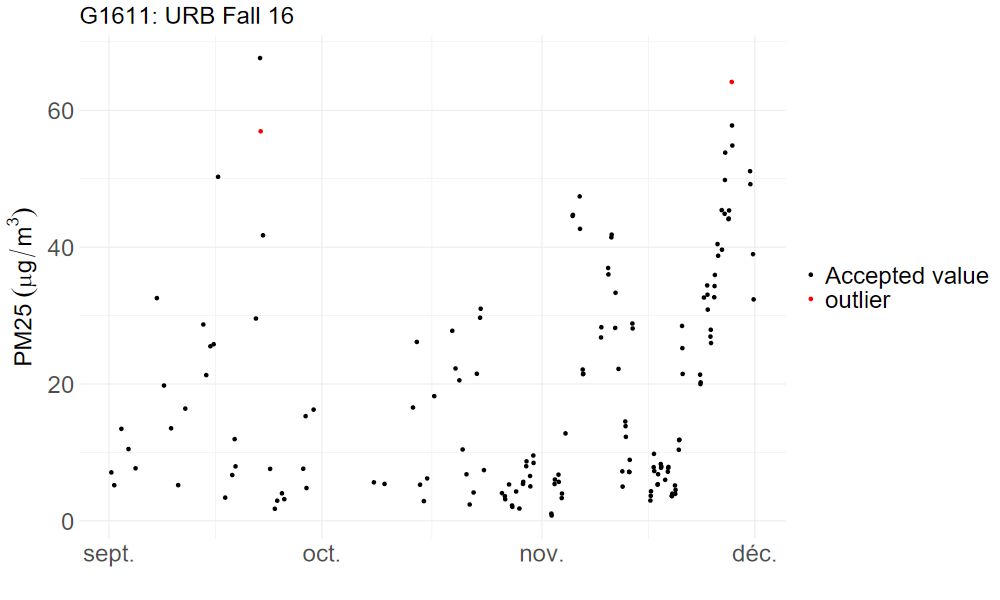 G1611: URB Fall 16
PM25 (μg/m³)
60
40
20
0
sept.
oct.
nov.
déc.
Accepted value
outlier